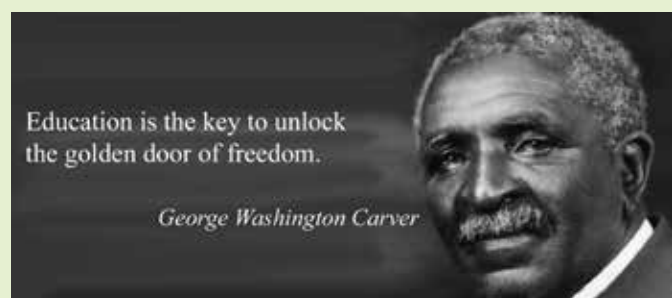 Education is the key to unlock
the golden door of freedom.
George Washington Carver